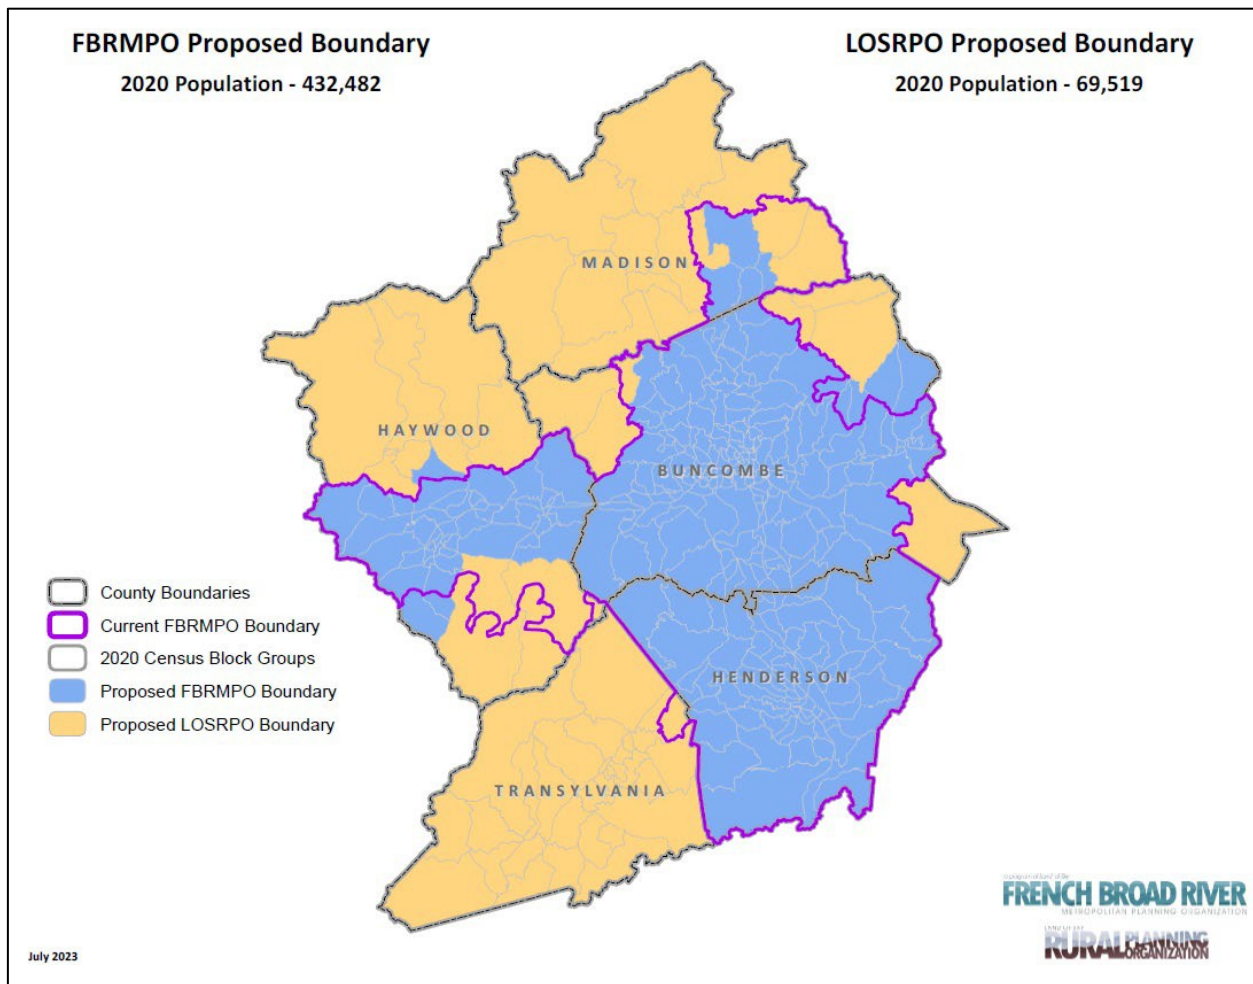 FBRMPO Proposed Boundary
2020 Population - 432,482
LOSRPO Proposed Boundary
2020 Population - 69,519
MADISON
HAYWOOD
BUNCOMBE
HENDERSON
TRANSYLVANIA
County Boundaries
Current FBRMPO Boundary
2020 Census Block Groups
Proposed FBRMPO Boundary
Proposed LOSRPO Boundary
FRENCH BROAD RIVER
METROPOLITAN PLANNING ORGANIZATION
RURAL PLANNING
ORGANIZATION
July 2023